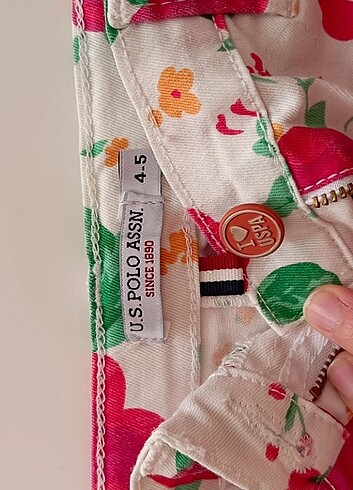 4-5
U.S. POLO ASSN.
SINCE 1890
I
USPA